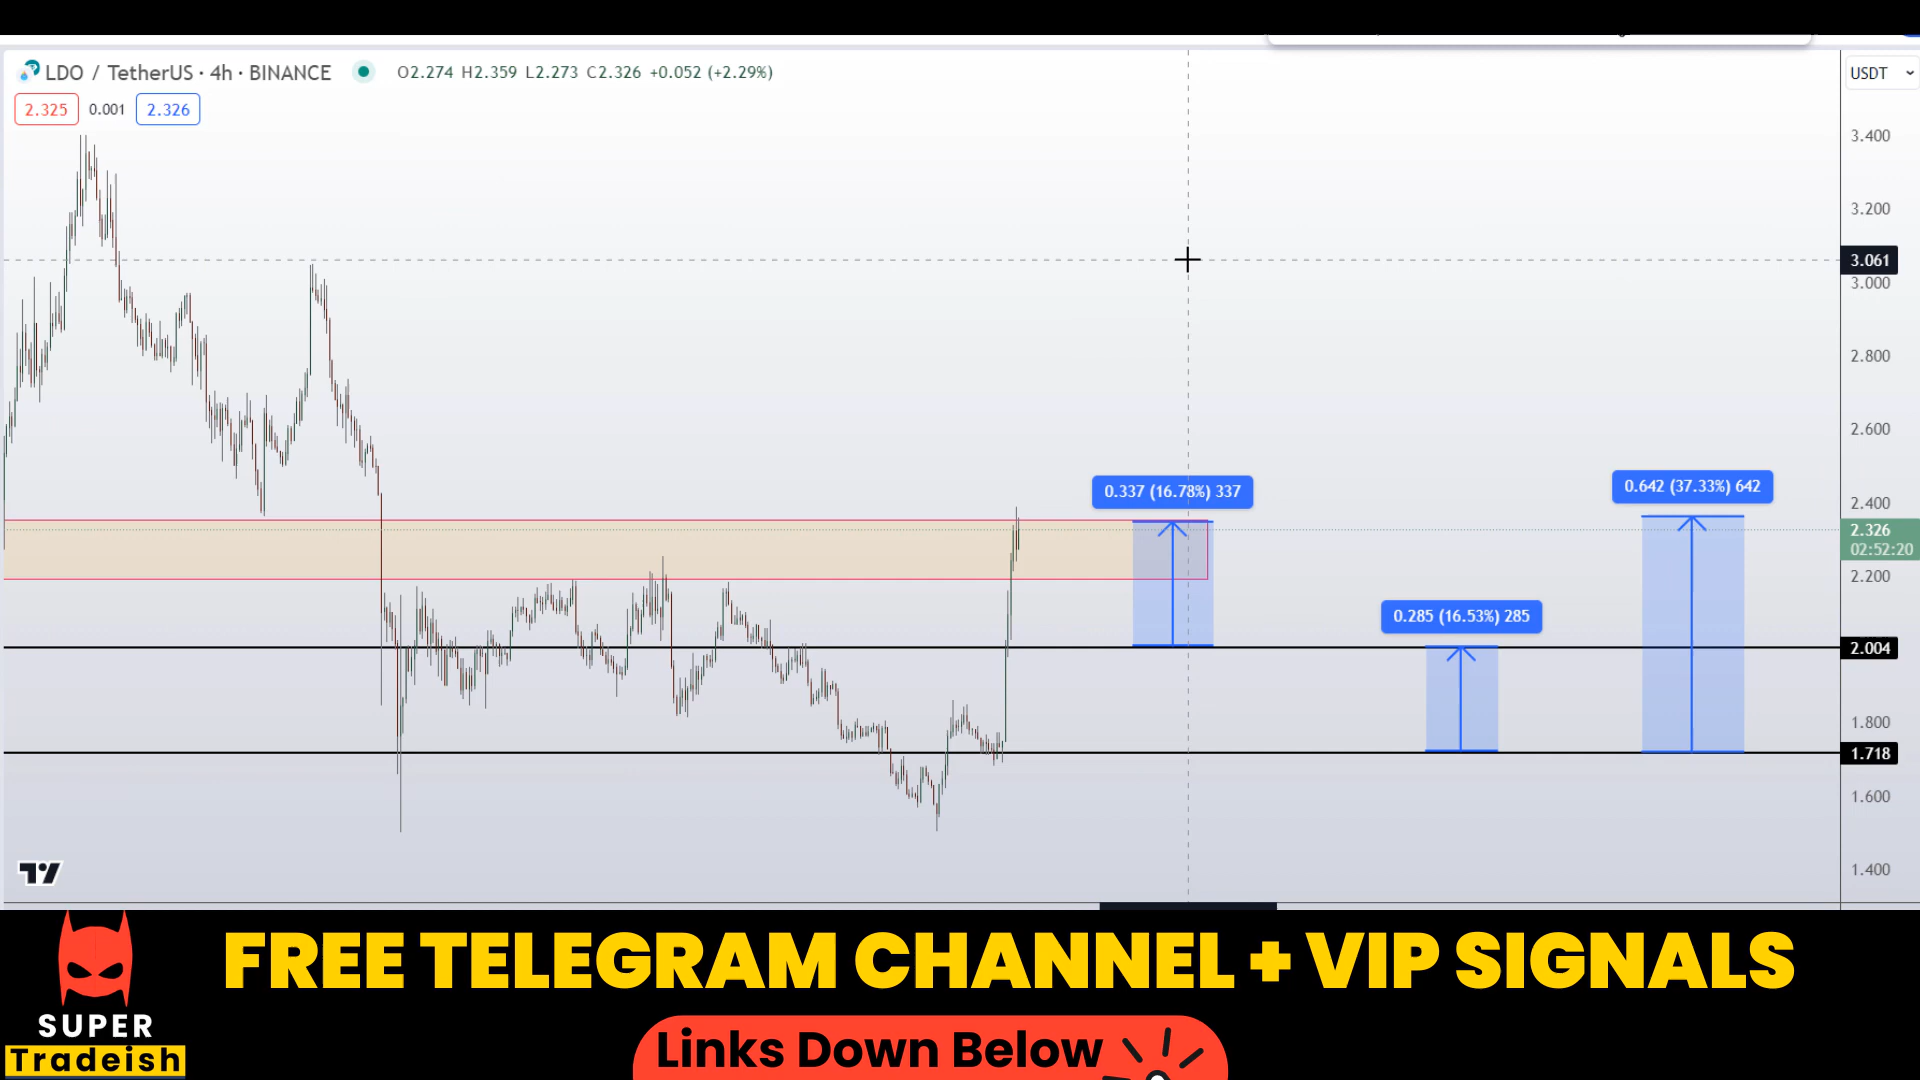 LDO / TetherUS · 4h · BINANCE O2.274 H2.359 L2.273 C2.326 +0.052 (+2.29%)
USDT
2.325 0.001 2.326
3.400
3.200
3.061
3.000
2.800
2.600
0.642 (37.33%) 642
0.337 (16.78%) 337
2.400
2.326
02:52:20
2.200
0.285 (16.53%) 285
2.004
1.800
1.718
1.600
1.400
FREE TELEGRAM CHANNEL + VIP SIGNALS
SUPER
Tradeish
Links Down Below